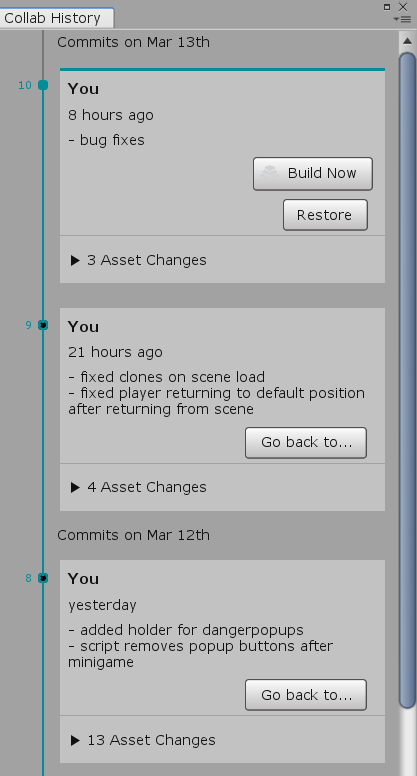 Collab History
Commits on Mar 13th
10
You
8 hours ago
- bug fixes
Build Now
Restore
3 Asset Changes
9
You
21 hours ago
- fixed clones on scene load
- fixed player returning to default position
after returning from scene
Go back to...
4 Asset Changes
Commits on Mar 12th
8
You
yesterday
- added holder for dangerpopups
- script removes popup buttons after
minigame
Go back to...
13 Asset Changes